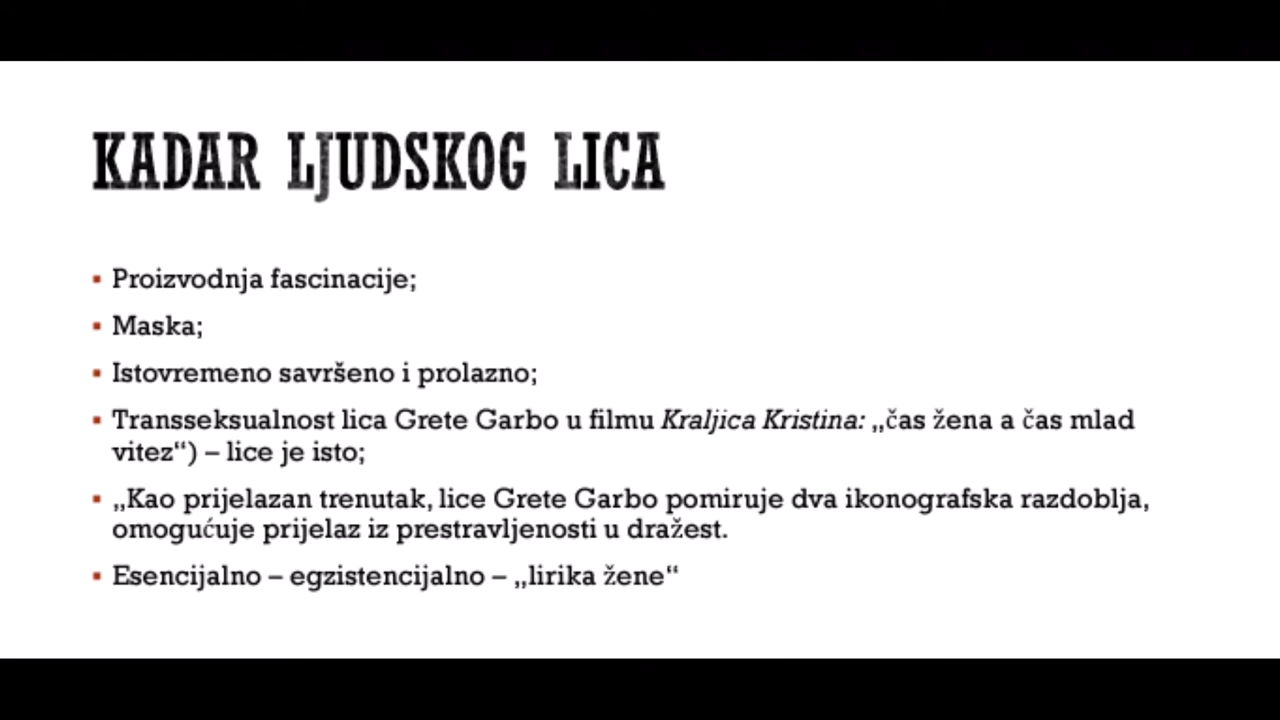 KADAR LJUDSKOG LICA
▪ Proizvodnja fascinacije;
▪ Maska;
▪ Istovremeno savršeno i prolazno;
▪ Transseksualnost lica Grete Garbo u filmu Kraljica Kristina: „čas žena a čas mlad
vitez“) – lice je isto;
▪ „Kao prijelazan trenutak, lice Grete Garbo pomiruje dva ikonografska razdoblja,
omogućuje prijelaz iz prestravljenosti u dražest.
▪ Esencijalno – egzistencijalno – „lirika žene“